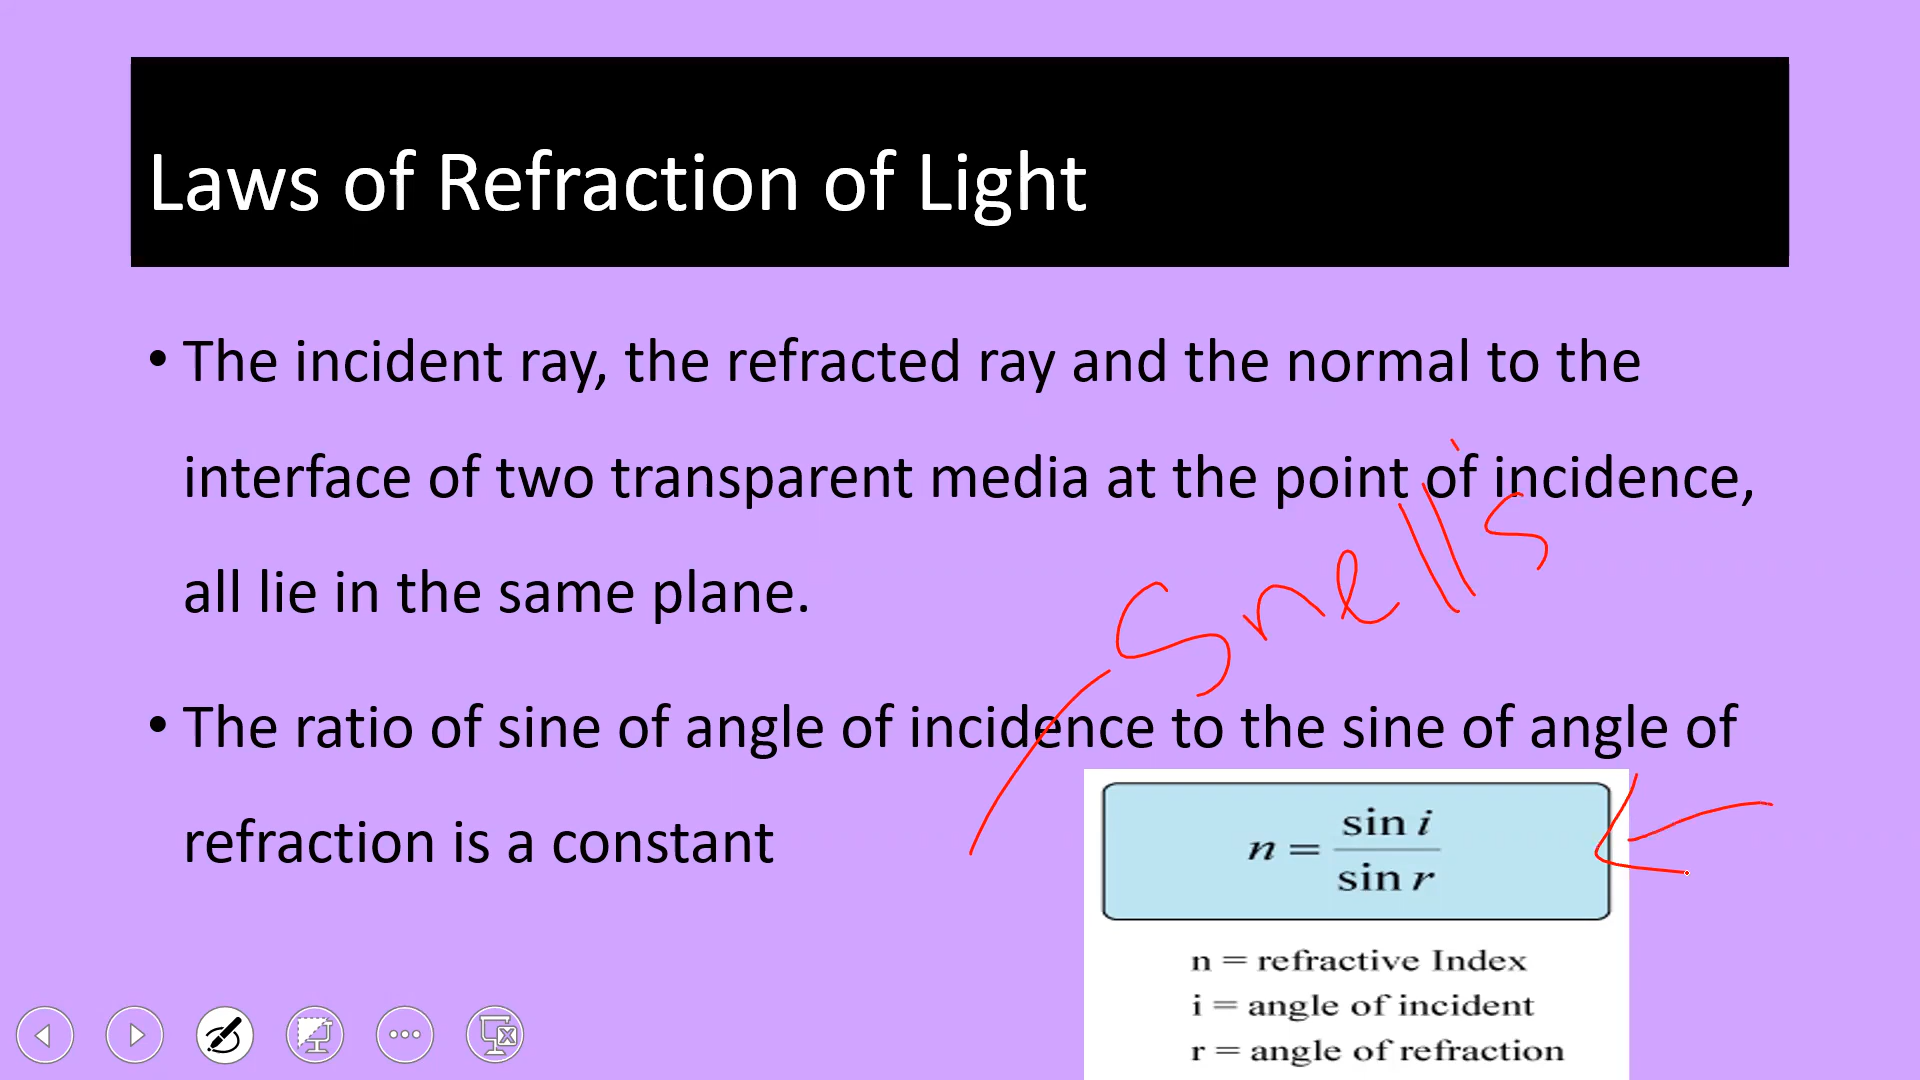 Laws of Refraction of Light
• The incident ray, the refracted ray and the normal to the
interface of two transparent media at the point of incidence,
all lie in the same plane.
Snell's
• The ratio of sine of angle of incidence to the sine of angle of
refraction is a constant
n = sin i / sin r
n = refractive Index
i = angle of incident
r = angle of refraction